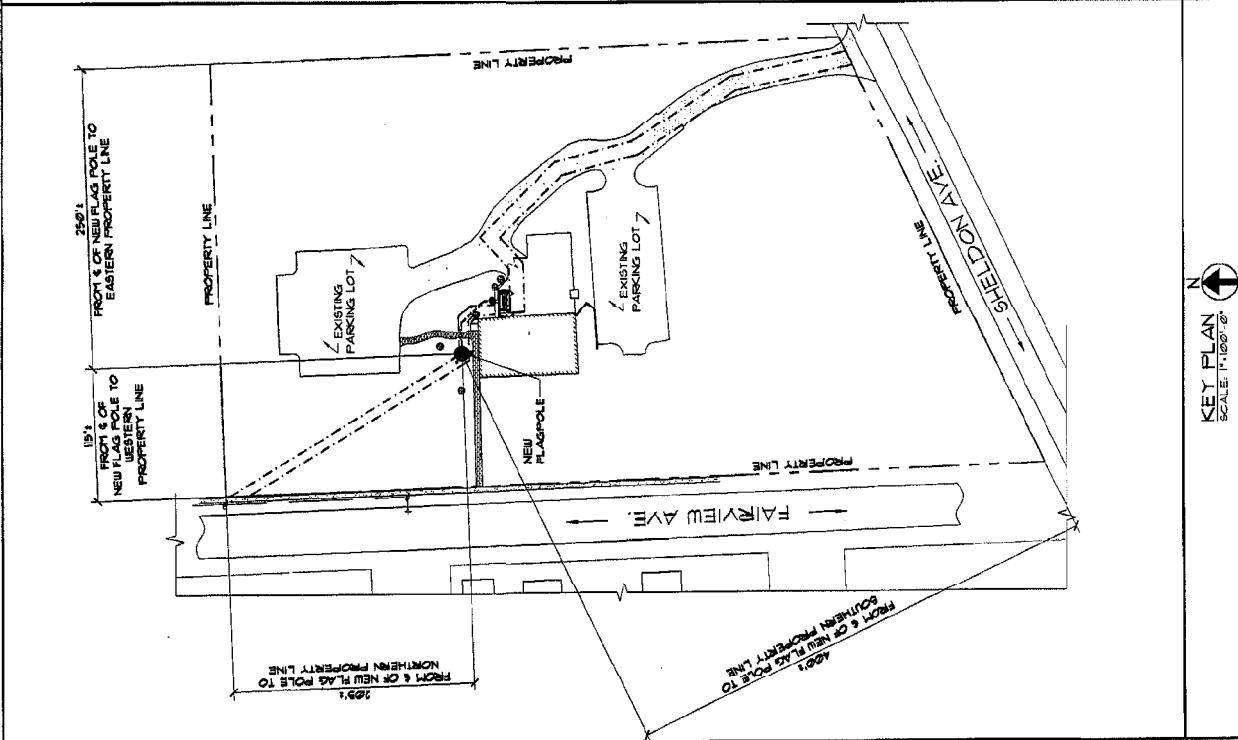 250'±
FROM ℄ OF NEW FLAG POLE TO
EASTERN PROPERTY LINE
115'±
FROM ℄ OF
NEW FLAG POLE TO
WESTERN
PROPERTY LINE
PROPERTY LINE
PROPERTY LINE
EXISTING
PARKING LOT
EXISTING
PARKING LOT
NEW
FLAGPOLE
PROPERTY LINE
PROPERTY LINE
SHELDON AVE.
FAIRVIEW AVE.
205'±
FROM ℄ OF NEW FLAG POLE TO
NORTHERN PROPERTY LINE
400'±
FROM ℄ OF NEW FLAG POLE TO
SOUTHERN PROPERTY LINE
N
KEY PLAN
SCALE: 1"=100'-0"